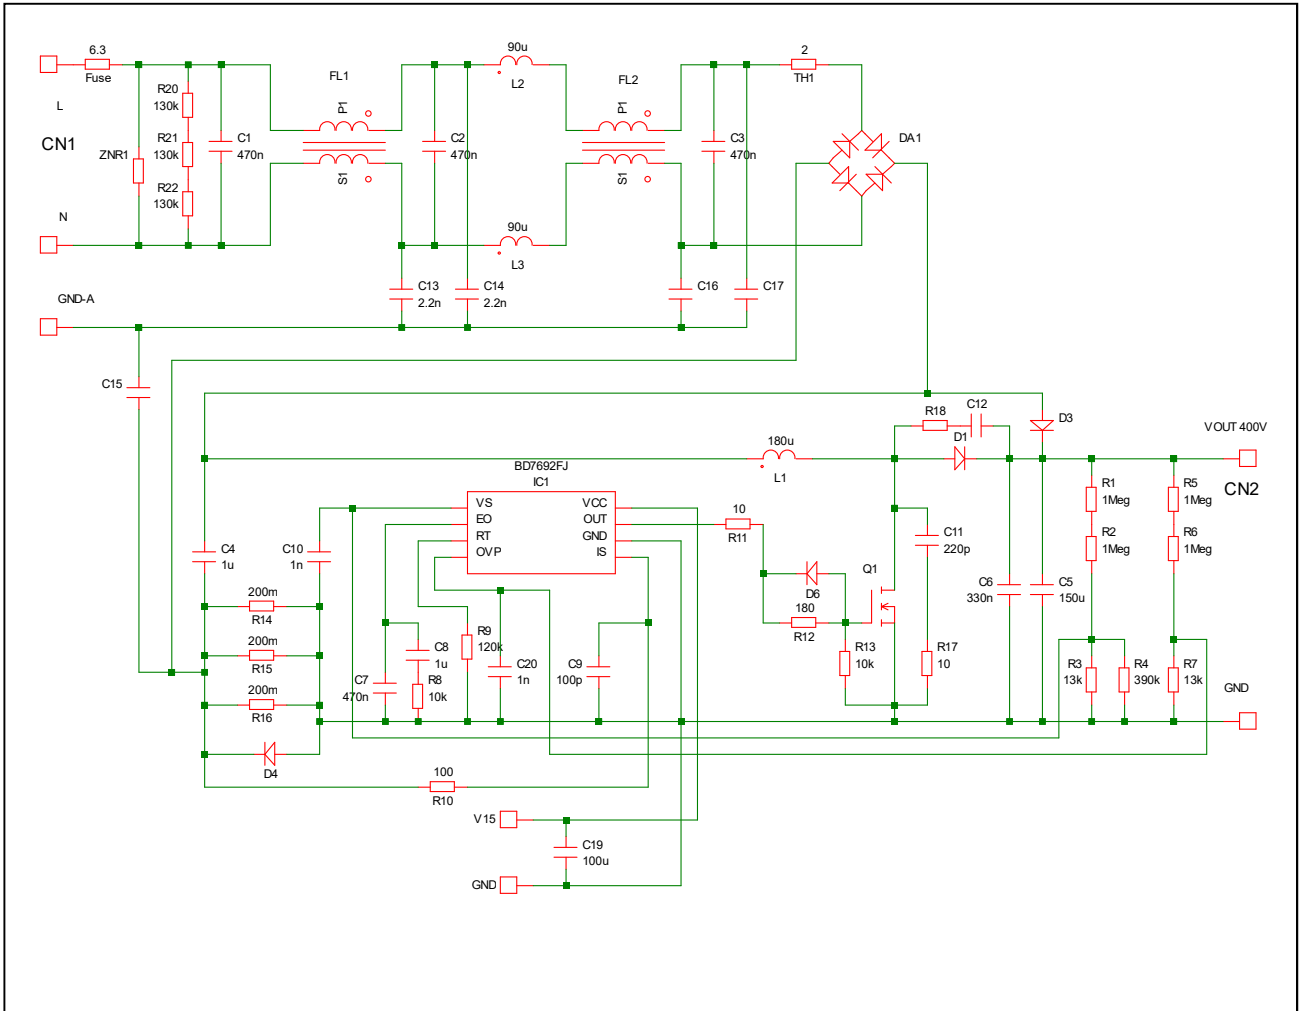 6.3
Fuse
L
CN1
N
GND-A
ZNR1
R20
130k
R21
130k
R22
130k
C1
470n
FL1
P1
S1
C2
470n
90u
L2
90u
L3
FL2
P1
S1
C3
470n
2
TH1
DA1
C13
2.2n
C14
2.2n
C16
C17
C15
R18
C12
D1
D3
VOUT 400V
CN2
180u
L1
BD7692FJ
IC1
VS
EO
RT
OVP
VCC
OUT
GND
IS
10
R11
C11
220p
R1
1Meg
R2
1Meg
R5
1Meg
R6
1Meg
C4
1u
C10
1n
200m
R14
200m
R15
200m
R16
D4
Q1
D6
180
R12
R13
10k
R17
10
C6
330n
C5
150u
R3
13k
R4
390k
R7
13k
GND
C7
470n
C8
1u
R8
10k
R9
120k
C20
1n
C9
100p
100
R10
V15
C19
100u
GND